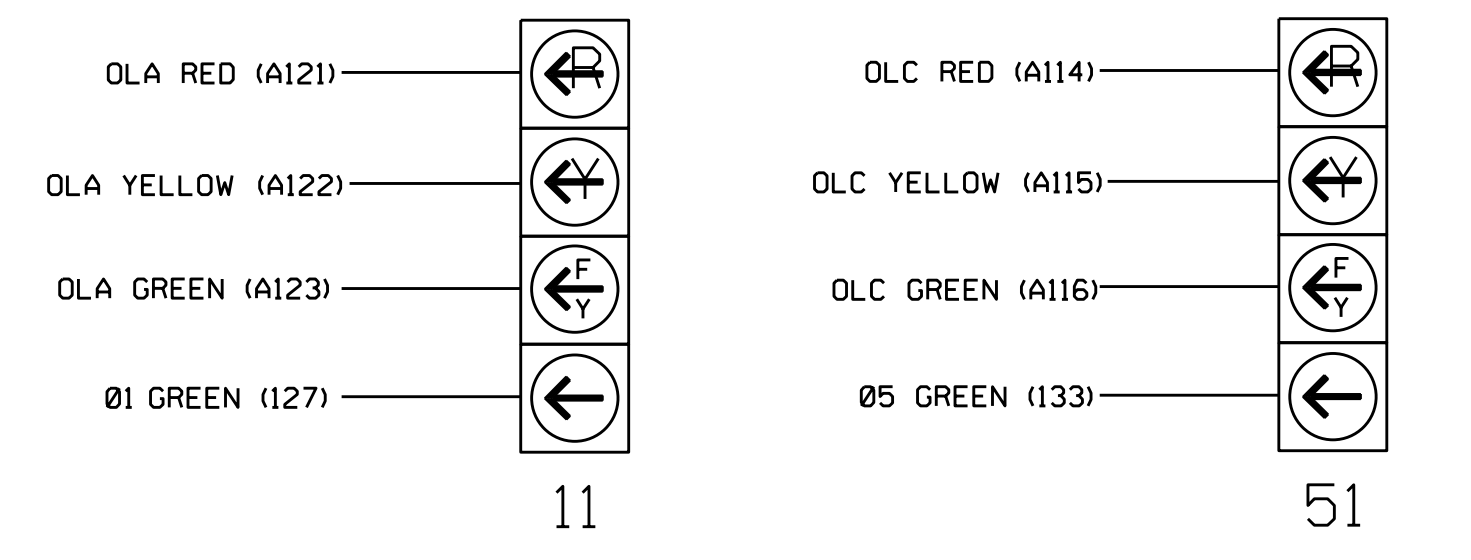 OLA RED (A121)
R
OLA YELLOW (A122)
Y
OLA GREEN (A123)
F
Y
Ø1 GREEN (127)
11
OLC RED (A114)
R
OLC YELLOW (A115)
Y
OLC GREEN (A116)
F
Y
Ø5 GREEN (133)
51